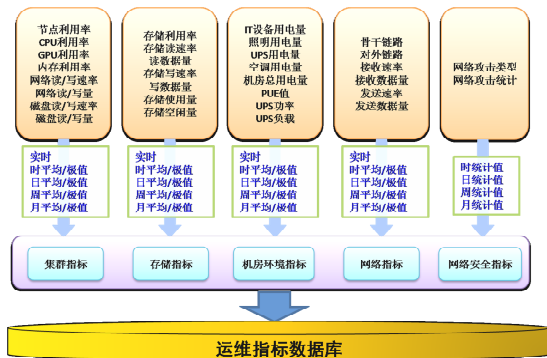 节点利用率
CPU利用率
GPU利用率
内存利用率
网络读/写速率
网络读/写量
磁盘读/写速率
磁盘读/写量
存储利用率
存储读速率
读数据量
存储写速率
写数据量
存储使用量
存储空闲量
IT设备用电量
照明用电量
UPS用电量
空调用电量
机房总用电量
PUE值
UPS功率
UPS负载
骨干链路
对外链路
接收速率
接收数据量
发送速率
发送数据量
网络攻击类型
网络攻击统计
实时
时平均/极值
日平均/极值
周平均/极值
月平均/极值
实时
时平均/极值
日平均/极值
周平均/极值
月平均/极值
实时
时平均/极值
日平均/极值
周平均/极值
月平均/极值
实时
时平均/极值
日平均/极值
周平均/极值
月平均/极值
时统计值
日统计值
周统计值
月统计值
集群指标
存储指标
机房环境指标
网络指标
网络安全指标
运维指标数据库